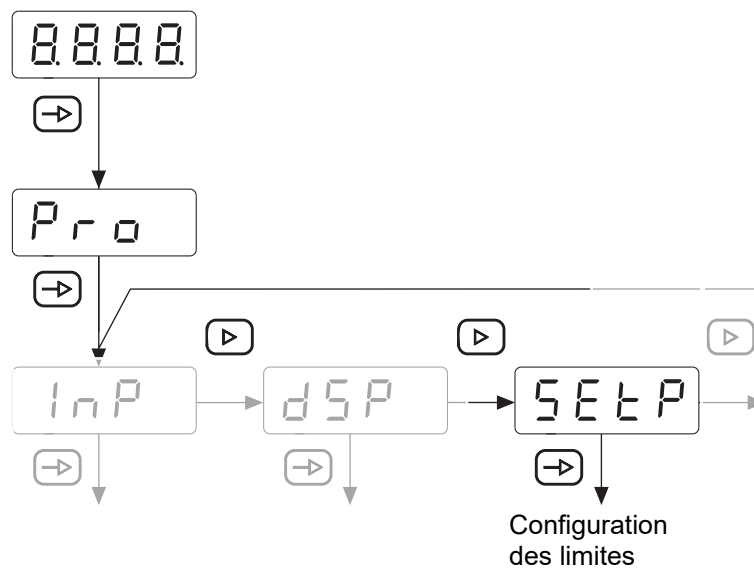 8.8.8.8.
Pro
InP
dSP
SEtP
Configuration
des limites